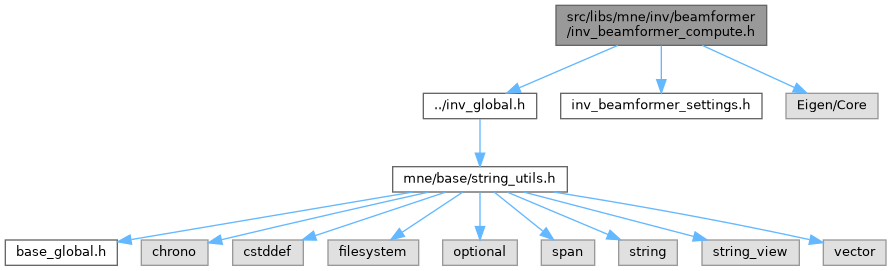 src/libs/mne/inv/beamformer
/inv_beamformer_compute.h
../inv_global.h
inv_beamformer_settings.h
Eigen/Core
mne/base/string_utils.h
base_global.h
chrono
cstddef
filesystem
optional
span
string
string_view
vector